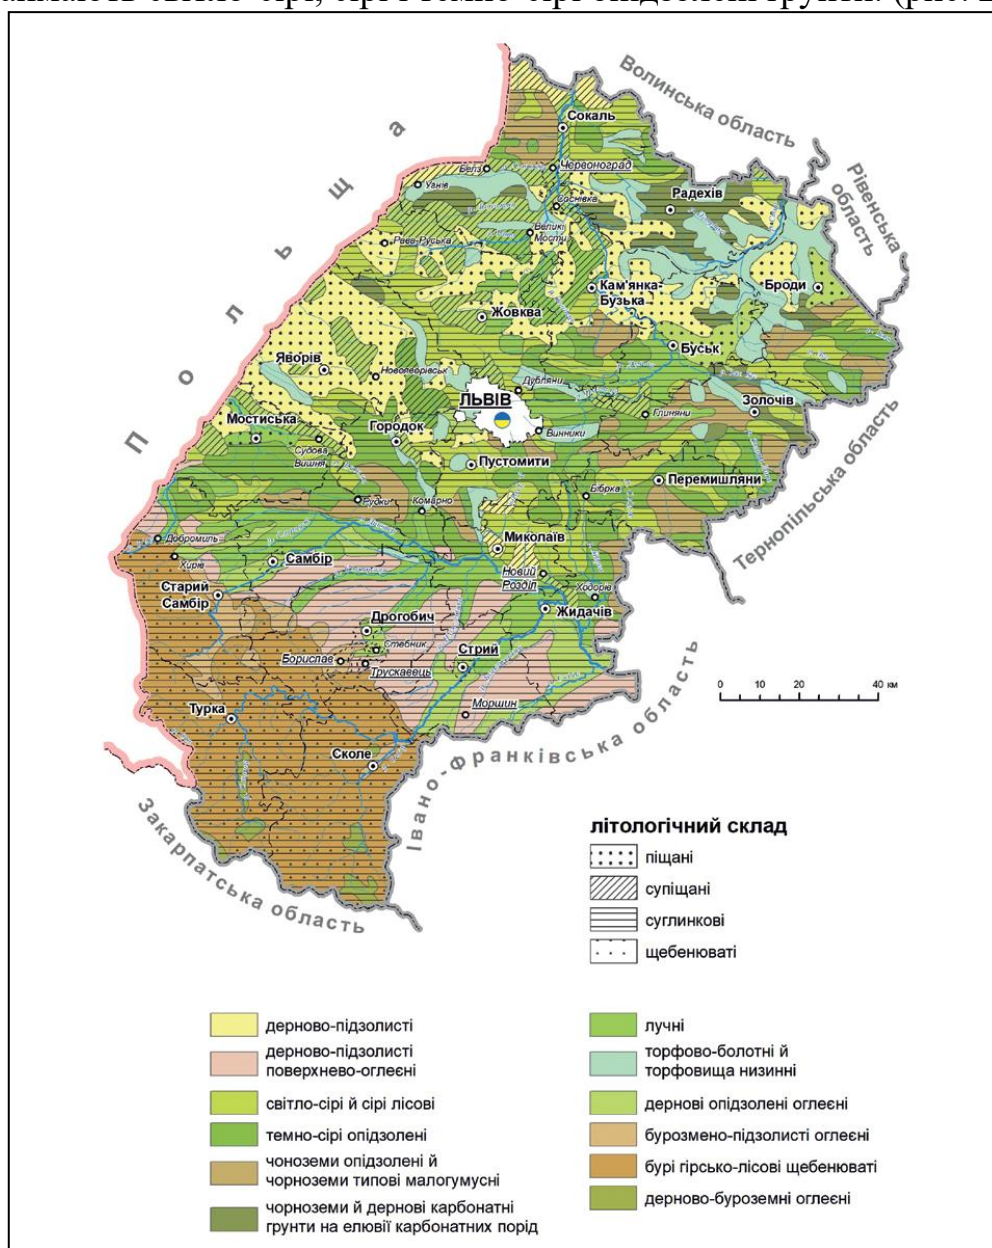 світло-сірі, сірі і темно-сірі опідзолені ґрунти. (рис.
Волинська область
Рівенська область
Польща
Сокаль
Червоноград
Белз
Угнів
Радехів
Соснівка
Великі Мости
Рава-Руська
Кам'янка-Бузька
Броди
Жовква
Буськ
Яворів
Новояворівськ
Дубляни
ЛЬВІВ
Золочів
Глиняни
Мостиська
Городок
Винники
Судова Вишня
Пустомити
Перемишляни
Бібрка
Рудки
Комарно
Тернопільська область
Миколаїв
Добромиль
Хирів
Самбір
Новий Розділ
Ходорів
Старий Самбір
Жидачів
Дрогобич
Стебник
Борислав
Трускавець
Стрий
Моршин
Турка
Сколе
0 10 20 40 км
Івано-Франківська область
Закарпатська область
літологічний склад
піщані
супіщані
суглинкові
щебенюваті
дерново-підзолисті
дерново-підзолисті
поверхнево-оглеєні
світло-сірі й сірі лісові
темно-сірі опідзолені
чоноземи опідзолені й
чорноземи типові малогумусні
чорноземи й дернові карбонатні
грунти на елювії карбонатних порід
лучні
торфово-болотні й
торфовища низинні
дернові опідзолені оглеєні
бурозмено-підзолисті оглеєні
бурі гірсько-лісові щебенюваті
дерново-буроземні оглеєні